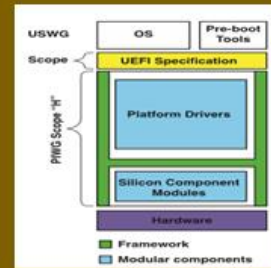 USWG
OS
Pre-boot
Tools
Scope
UEFI Specification
PIWG Scope "H"
Platform Drivers
Silicon Component
Modules
Hardware
Framework
Modular components